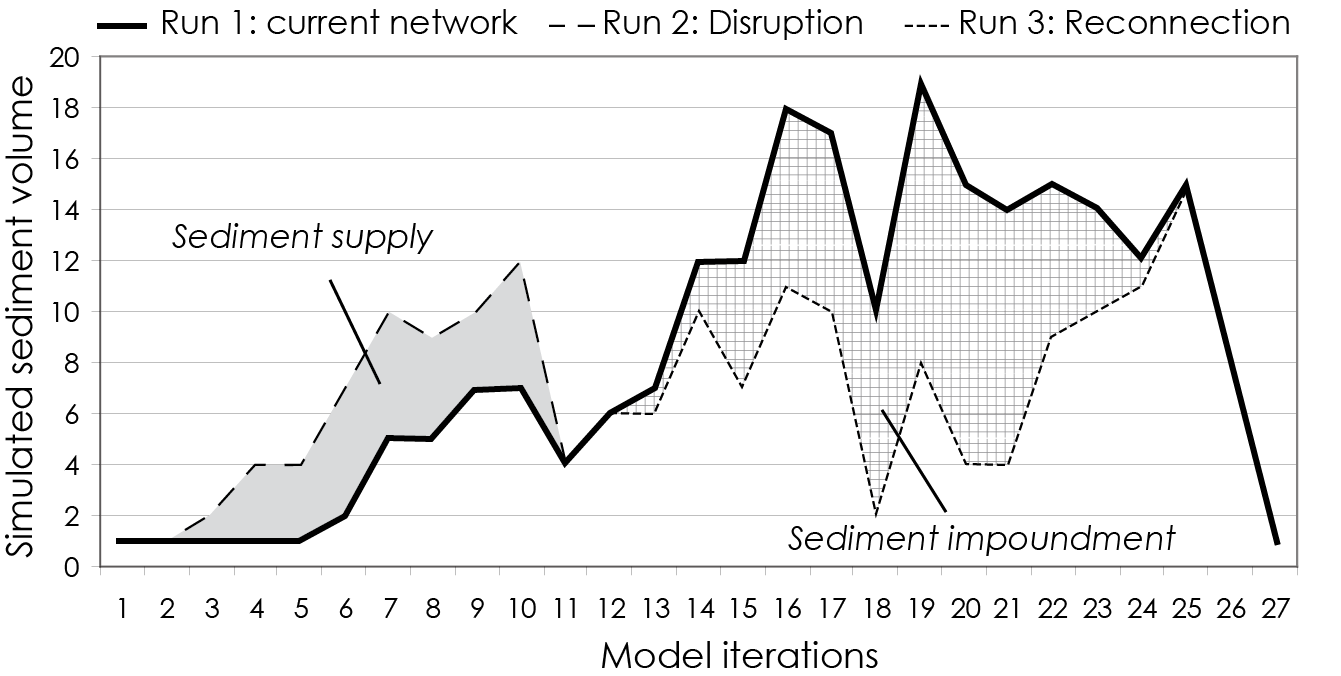 Run 1: current network Run 2: Disruption Run 3: Reconnection
Simulated sediment volume
20
18
16
14
12
10
8
6
4
2
0
Sediment supply
Sediment impoundment
1 2 3 4 5 6 7 8 9 10 11 12 13 14 15 16 17 18 19 20 21 22 23 24 25 26 27
Model iterations